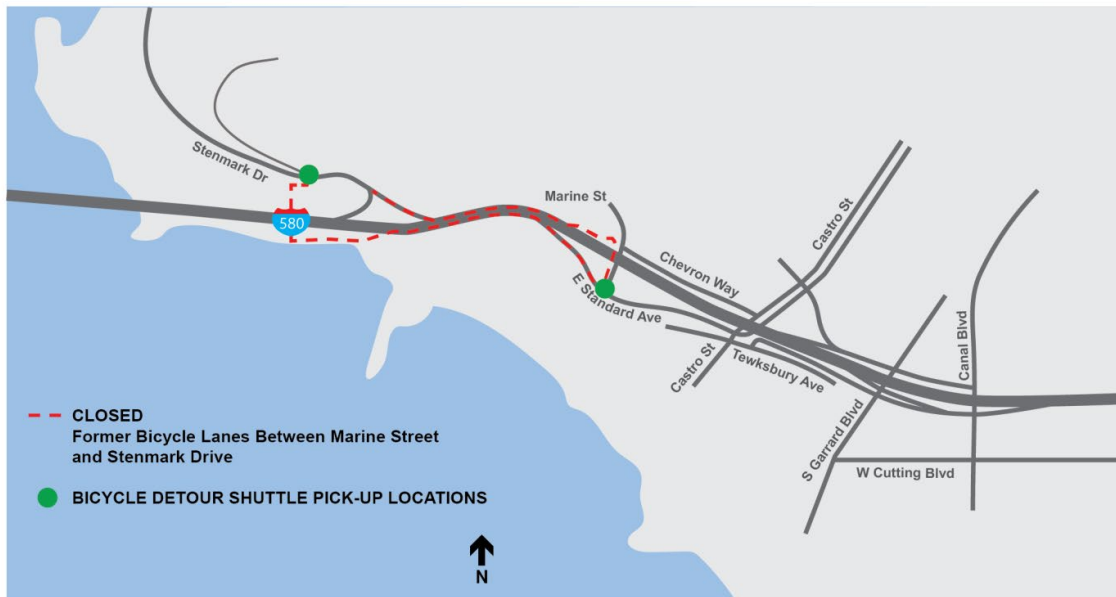 Stenmark Dr
580
Marine St
Castro St
Chevron Way
E Standard Ave
Castro St
Tewksbury Ave
Canal Blvd
S Garrard Blvd
W Cutting Blvd
CLOSED
Former Bicycle Lanes Between Marine Street
and Stenmark Drive
BICYCLE DETOUR SHUTTLE PICK-UP LOCATIONS
N